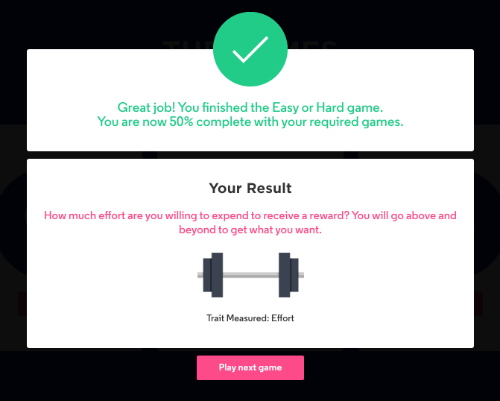 Great job! You finished the Easy or Hard game.
You are now 50% complete with your required games.
Your Result
How much effort are you willing to expend to receive a reward? You will go above and
beyond to get what you want.
Trait Measured: Effort
Play next game